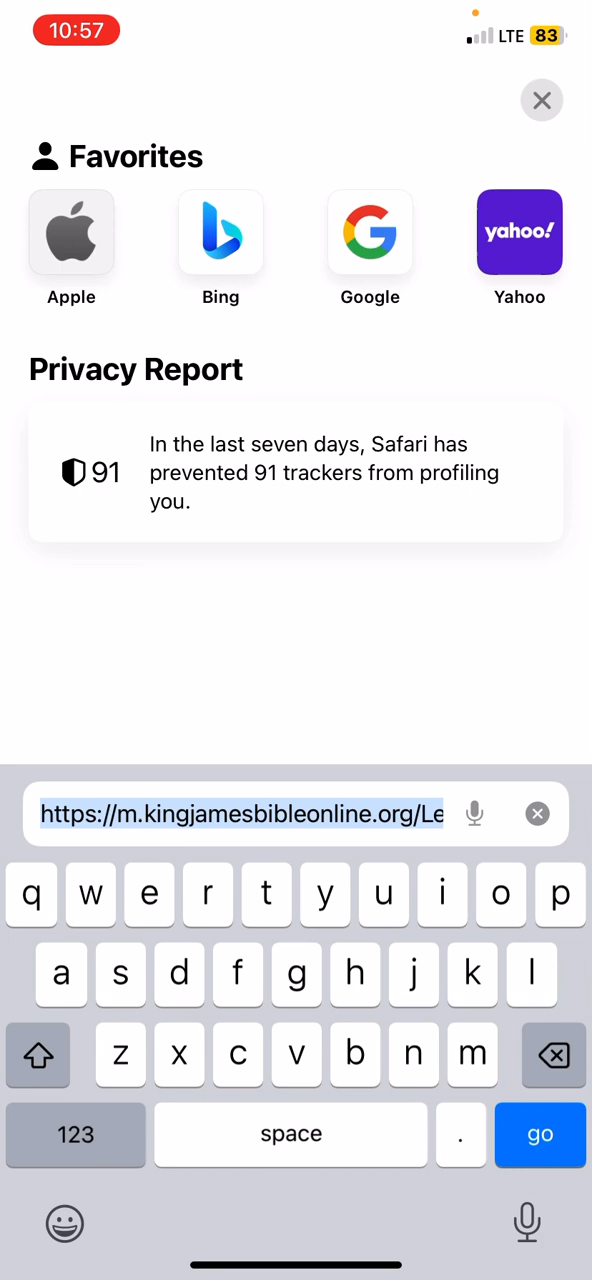 10:57
LTE 83
Favorites
yahoo!
Apple
Bing
Google
Yahoo
Privacy Report
91
In the last seven days, Safari has
prevented 91 trackers from profiling
you.
https://m.kingjamesbibleonline.org/Le
q w e r t y u i o p
a s d f g h j k l
z x c v b n m
123 space . go